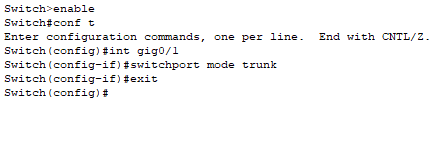 Switch>enable
Switch#conf t
Enter configuration commands, one per line.  End with CNTL/Z.
Switch(config)#int gig0/1
Switch(config-if)#switchport mode trunk
Switch(config-if)#exit
Switch(config)#